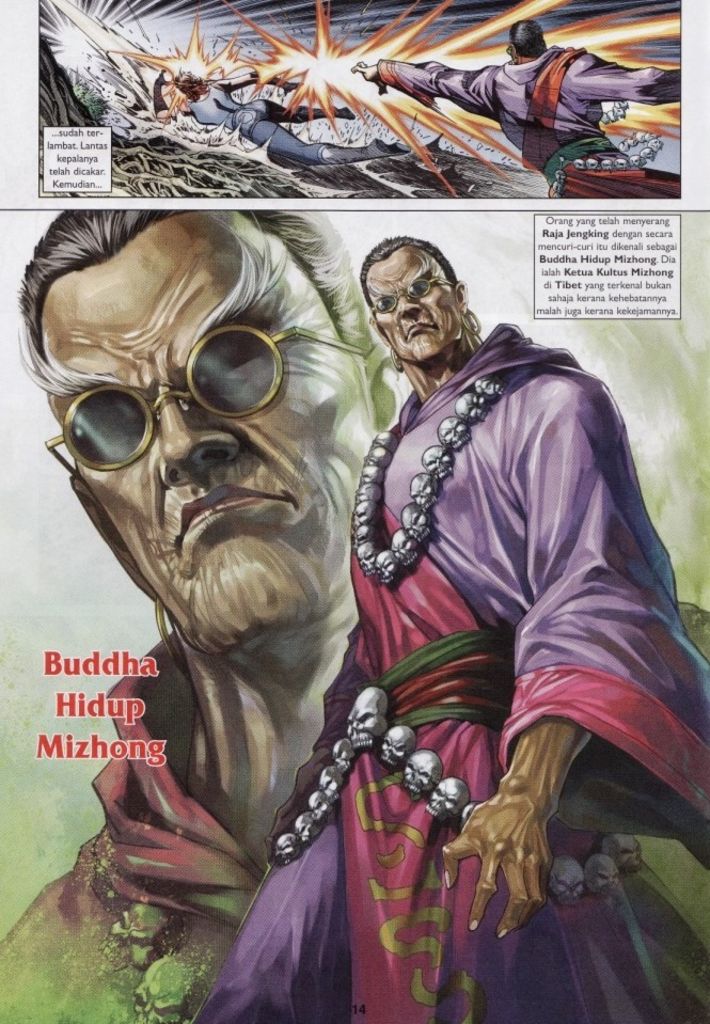 ...sudah ter-
lambat. Lantas
kepalanya
telah dicakar.
Kemudian...
Orang yang telah menyerang
Raja Jengking dengan secara
mencuri-curi itu dikenali sebagai
Buddha Hidup Mizhong. Dia
ialah Ketua Kultus Mizhong
di Tibet yang terkenal bukan
sahaja kerana kehebatannya
malah juga kerana kekejamannya.
Buddha
Hidup
Mizhong
14